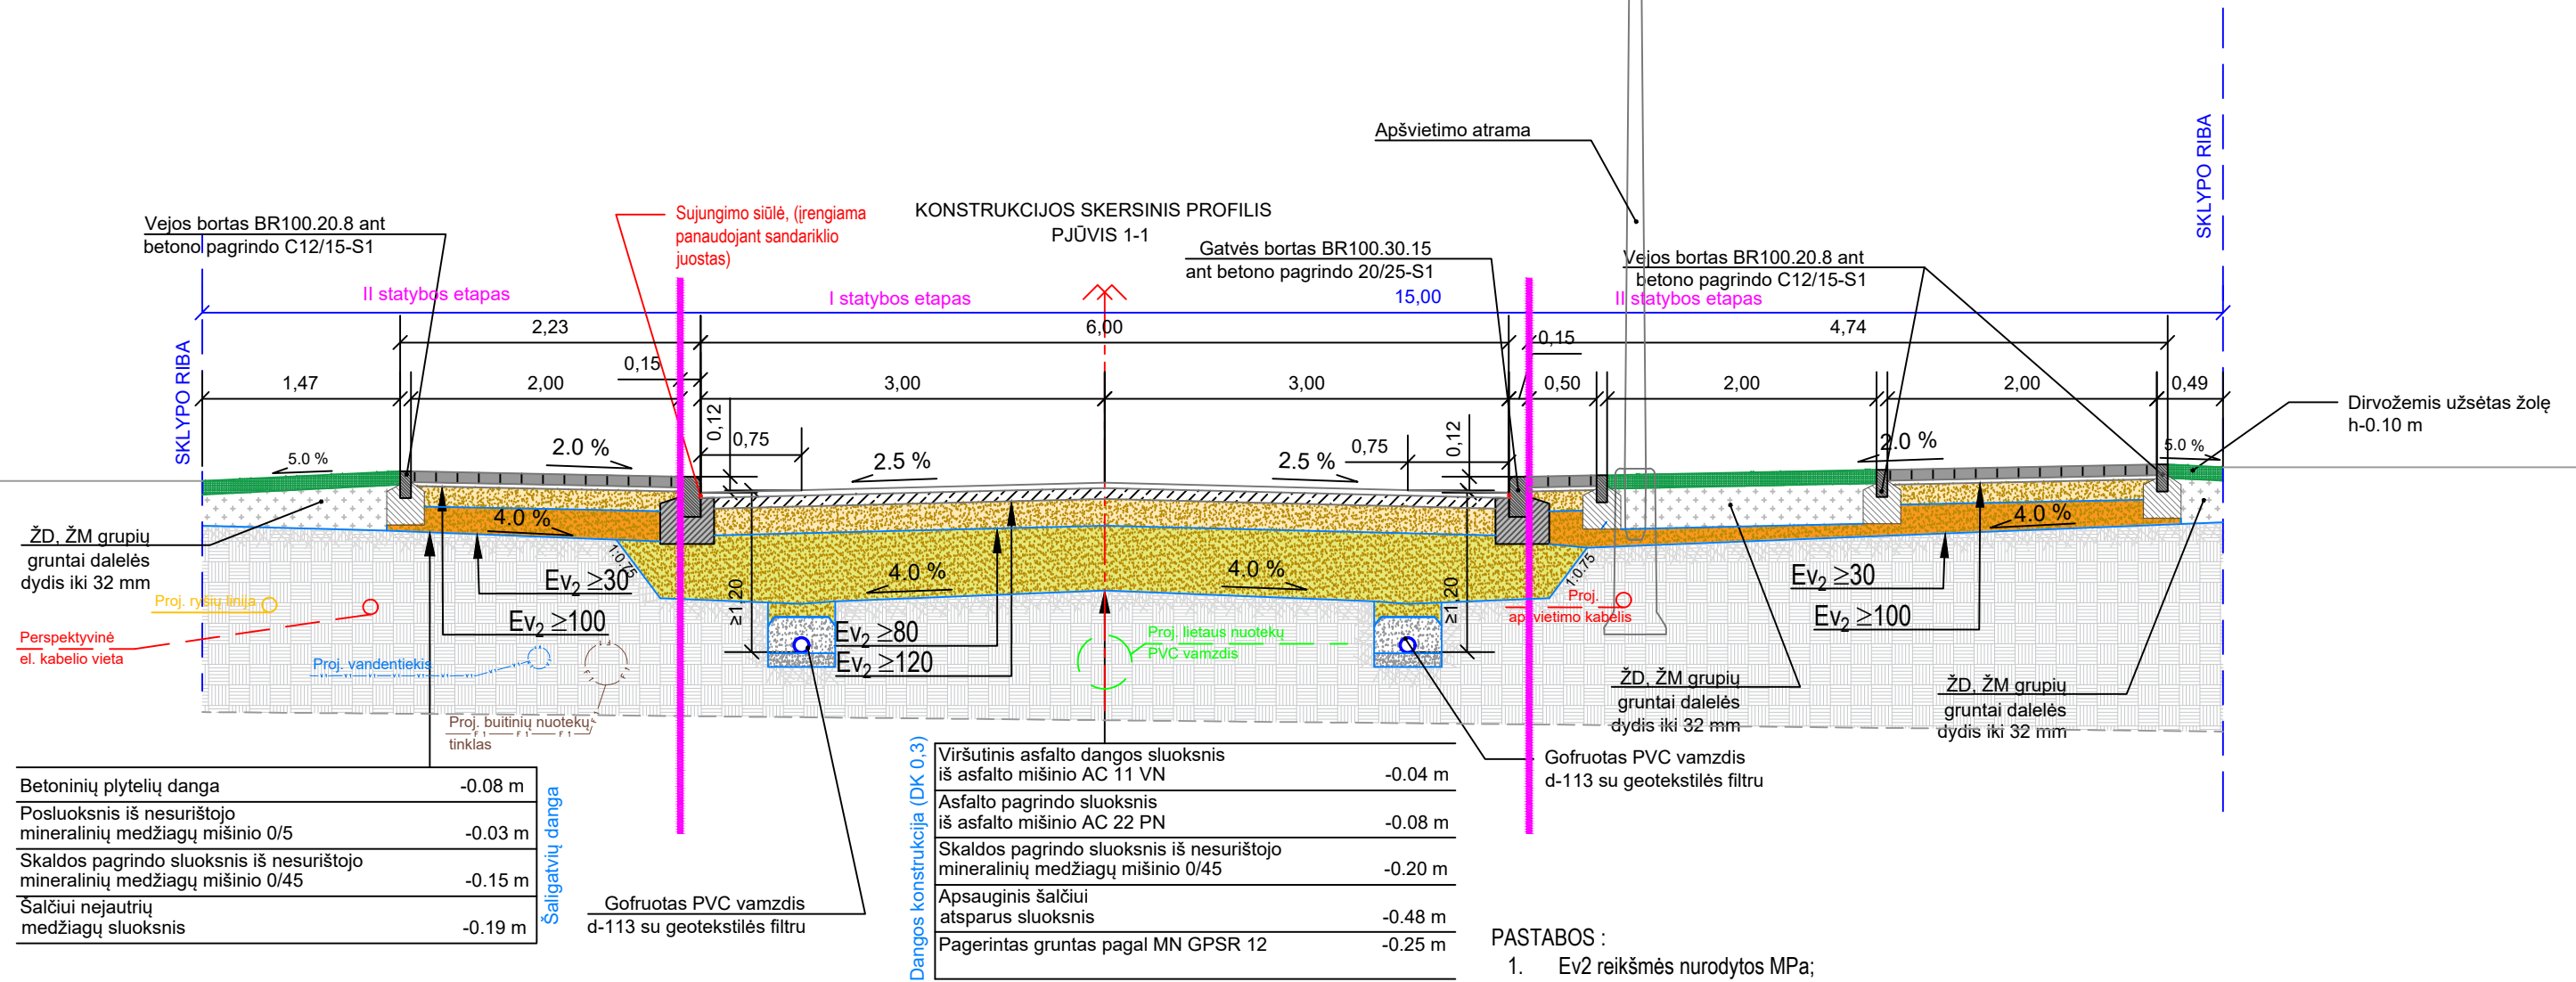 Apšvietimo atrama
SKLYPO RIBA
KONSTRUKCIJOS SKERSINIS PROFILIS
PJŪVIS 1-1
Vejos bortas BR100.20.8 ant
betono pagrindo C12/15-S1
Sujungimo siūlė, (įrengiama
panaudojant sandariklio
juostas)
Gatvės bortas BR100.30.15
ant betono pagrindo 20/25-S1
Vejos bortas BR100.20.8 ant
betono pagrindo C12/15-S1
II statybos etapas
I statybos etapas
15,00
II statybos etapas
2,23
6,00
4,74
SKLYPO RIBA
0,15
0,15
1,47
2,00
3,00
3,00
0,50
2,00
2,00
0,49
Dirvožemis užsėtas žolę
h-0.10 m
0,12
0,75
0,75
0,12
5.0 %
2.0 %
2.5 %
2.5 %
2.0 %
5.0 %
4.0 %
4.0 %
4.0 %
4.0 %
1:0.75
1:0.75
≥1,20
≥1,20
ŽD, ŽM grupių
gruntai dalelės
dydis iki 32 mm
Ev2 ≥30
Ev2 ≥100
Ev2 ≥80
Ev2 ≥120
Ev2 ≥30
Ev2 ≥100
Proj. ryšių linija
Perspektyvinė
el. kabelio vieta
Proj. vandentiekis
Proj. buitinių nuotekų
tinklas
Proj. lietaus nuotekų
PVC vamzdis
Proj.
apšvietimo kabelis
ŽD, ŽM grupių
gruntai dalelės
dydis iki 32 mm
ŽD, ŽM grupių
gruntai dalelės
dydis iki 32 mm
Gofruotas PVC vamzdis
d-113 su geotekstilės filtru
Betoninių plytelių danga -0.08 m
Posluoksnis iš nesurištojo
mineralinių medžiagų mišinio 0/5 -0.03 m
Skaldos pagrindo sluoksnis iš nesurištojo
mineralinių medžiagų mišinio 0/45 -0.15 m
Šalčiui nejautrių
medžiagų sluoksnis -0.19 m
Šaligatvių danga
Gofruotas PVC vamzdis
d-113 su geotekstilės filtru
Dangos konstrukcija (DK 0,3)
Viršutinis asfalto dangos sluoksnis
iš asfalto mišinio AC 11 VN -0.04 m
Asfalto pagrindo sluoksnis
iš asfalto mišinio AC 22 PN -0.08 m
Skaldos pagrindo sluoksnis iš nesurištojo
mineralinių medžiagų mišinio 0/45 -0.20 m
Apsauginis šalčiui
atsparus sluoksnis -0.48 m
Pagerintas gruntas pagal MN GPSR 12 -0.25 m
PASTABOS :
1. Ev2 reikšmės nurodytos MPa;